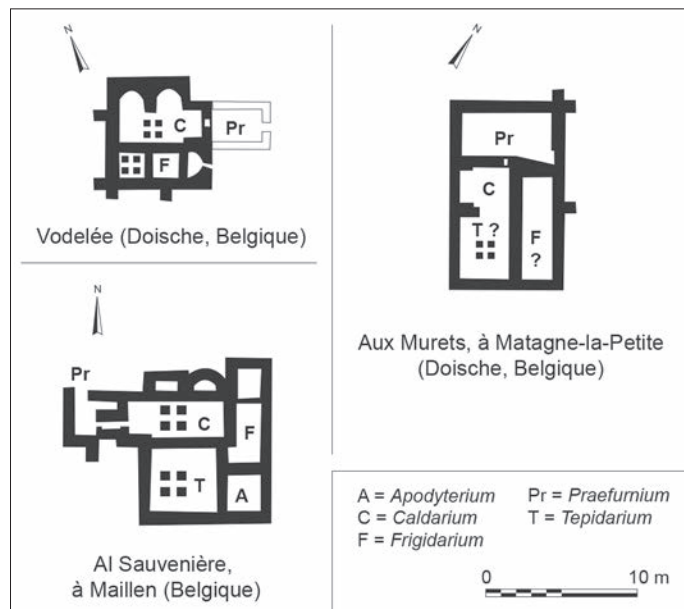 N
C
Pr
F
Vodelée (Doische, Belgique)
N
Pr
C
F
T
A
Al Sauvenière,
à Maillen (Belgique)
N
Pr
C
T ?
F
?
Aux Murets, à Matagne-la-Petite
(Doische, Belgique)
A = Apodyterium
C = Caldarium
F = Frigidarium
Pr = Praefurnium
T = Tepidarium
0
10 m